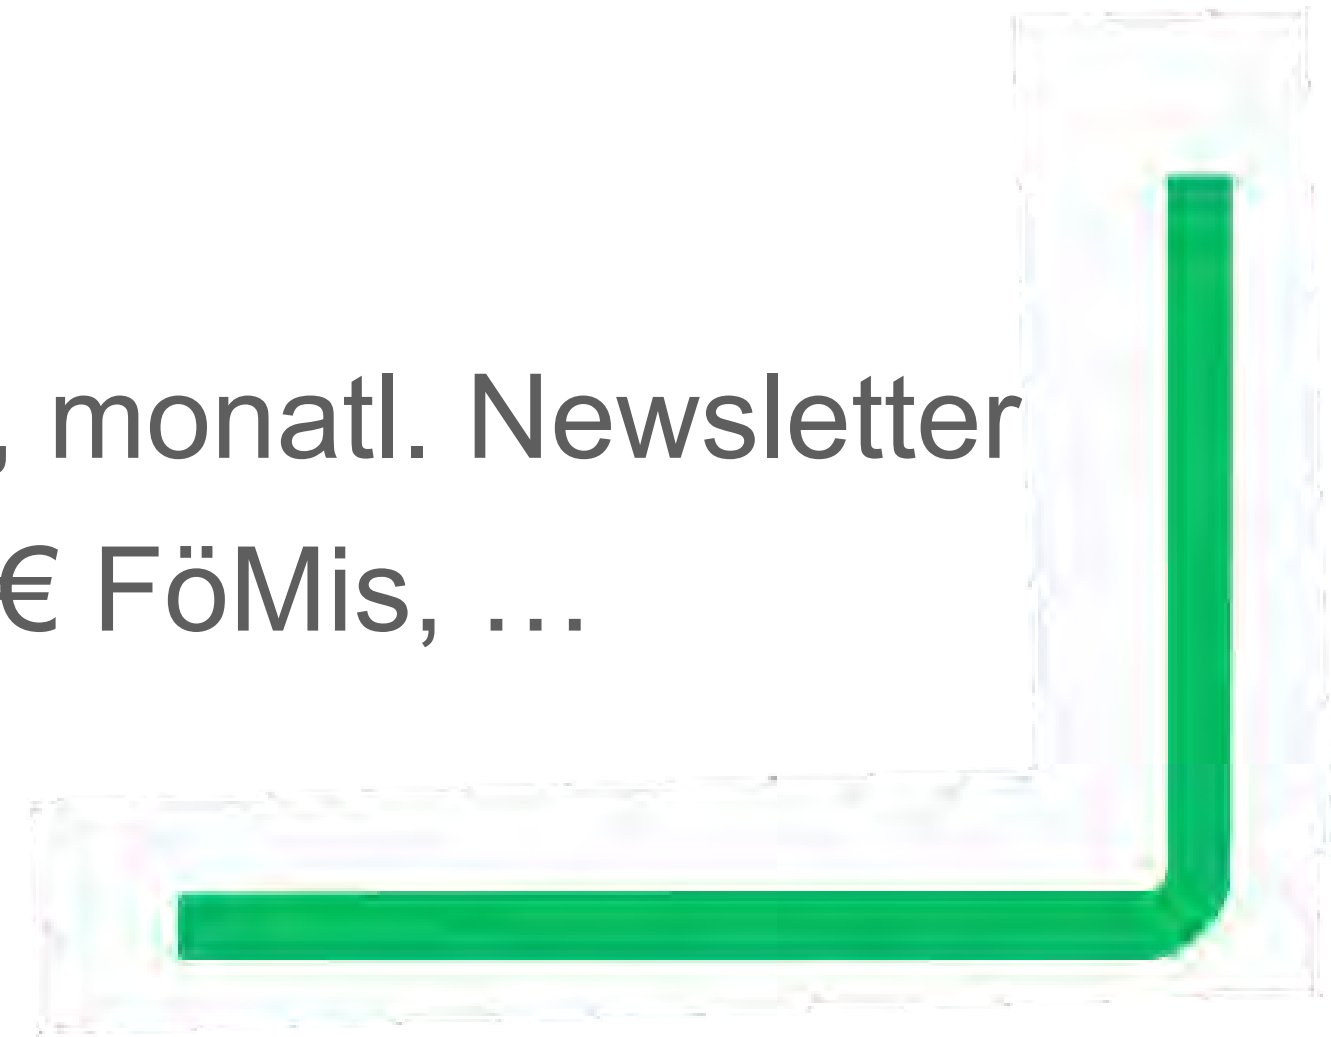 , monatl. Newsletter
€ FöMis, …